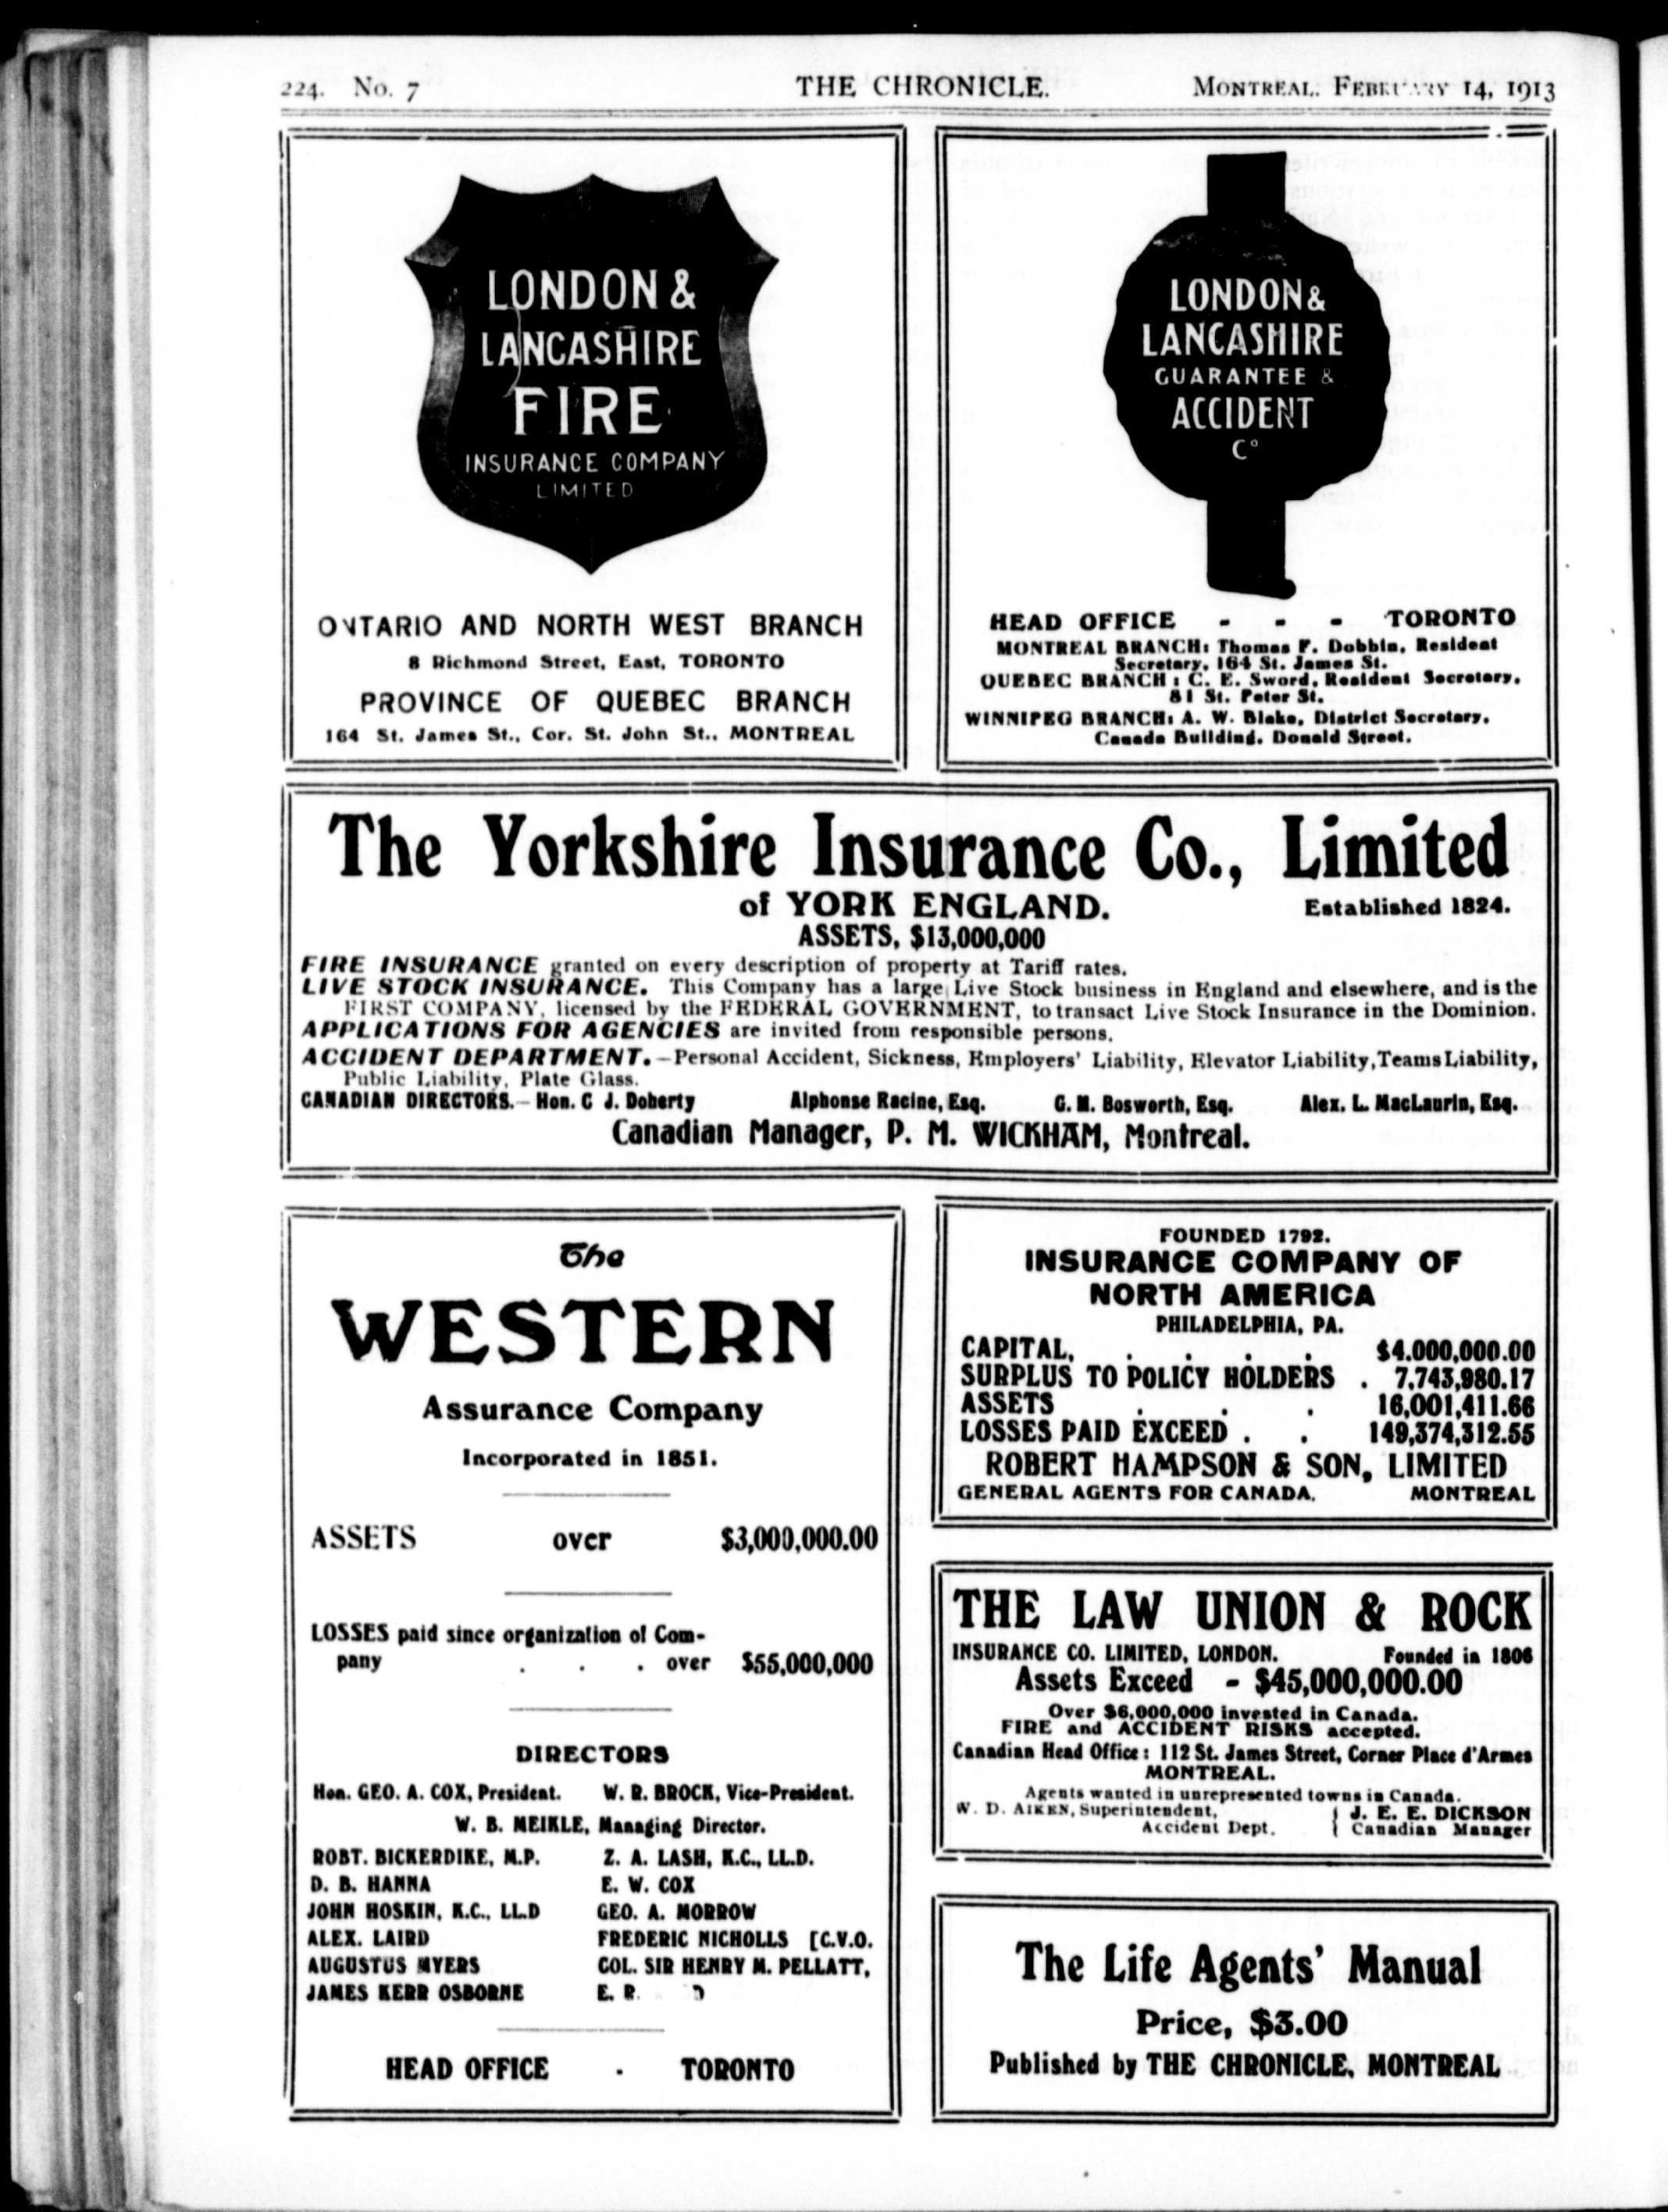 224. No. 7 THE CHRONICLE. MONTREAL, FEBRUARY 14, 1913
LONDON &
LANCASHIRE
FIRE
INSURANCE COMPANY
LIMITED
ONTARIO AND NORTH WEST BRANCH
8 Richmond Street, East, TORONTO
PROVINCE OF QUEBEC BRANCH
164 St. James St., Cor. St. John St., MONTREAL
LONDON &
LANCASHIRE
GUARANTEE &
ACCIDENT
Co
HEAD OFFICE - - - TORONTO
MONTREAL BRANCH: Thomas F. Dobbin, Resident
Secretary, 164 St. James St.
QUEBEC BRANCH: C. E. Sword, Resident Secretary,
81 St. Peter St.
WINNIPEG BRANCH: A. W. Blake, District Secretary,
Canada Building, Donald Street.
The Yorkshire Insurance Co., Limited
of YORK ENGLAND. Established 1824.
ASSETS, $13,000,000
FIRE INSURANCE granted on every description of property at Tariff rates.
LIVE STOCK INSURANCE. This Company has a large Live Stock business in England and elsewhere, and is the
FIRST COMPANY, licensed by the FEDERAL GOVERNMENT, to transact Live Stock Insurance in the Dominion.
APPLICATIONS FOR AGENCIES are invited from responsible persons.
ACCIDENT DEPARTMENT.—Personal Accident, Sickness, Employers' Liability, Elevator Liability, Teams Liability,
Public Liability, Plate Glass.
CANADIAN DIRECTORS.—Hon. C J. Doherty Alphonse Racine, Esq. G. M. Bosworth, Esq. Alex. L. MacLaurin, Esq.
Canadian Manager, P. M. WICKHAM, Montreal.
The
WESTERN
Assurance Company
Incorporated in 1851.
ASSETS over $3,000,000.00
LOSSES paid since organization of Com-
pany . . . over $55,000,000
DIRECTORS
Hon. GEO. A. COX, President. W. R. BROCK, Vice-President.
W. B. MEIKLE, Managing Director.
ROBT. BICKERDIKE, M.P. Z. A. LASH, K.C., LL.D.
D. B. HANNA E. W. COX
JOHN HOSKIN, K.C., LL.D GEO. A. MORROW
ALEX. LAIRD FREDERIC NICHOLLS [C.V.O.
AUGUSTUS MYERS COL. SIR HENRY M. PELLATT,
JAMES KERR OSBORNE E. R.
HEAD OFFICE - TORONTO
FOUNDED 1792.
INSURANCE COMPANY OF
NORTH AMERICA
PHILADELPHIA, PA.
CAPITAL, . . . . $4.000,000.00
SURPLUS TO POLICY HOLDERS . 7,743,980.17
ASSETS . . . 16,001,411.66
LOSSES PAID EXCEED . . 149,374,312.55
ROBERT HAMPSON & SON, LIMITED
GENERAL AGENTS FOR CANADA. MONTREAL
THE LAW UNION & ROCK
INSURANCE CO. LIMITED, LONDON. Founded in 1806
Assets Exceed - $45,000,000.00
Over $6,000,000 invested in Canada.
FIRE and ACCIDENT RISKS accepted.
Canadian Head Office: 112 St. James Street, Corner Place d'Armes
MONTREAL.
Agents wanted in unrepresented towns in Canada.
W. D. AIKEN, Superintendent, J. E. E. DICKSON
Accident Dept. Canadian Manager
The Life Agents' Manual
Price, $3.00
Published by THE CHRONICLE, MONTREAL